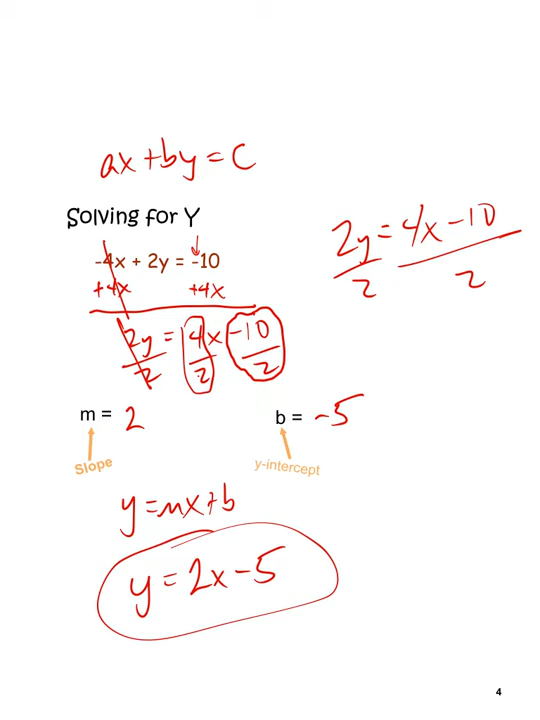 ax + by = C
Solving for Y
-4x + 2y = -10
+4x +4x
2y/2 = 4/2 x -10/2
2y/2 = 4x - 10/2
m = 2
b = -5
Slope
y-intercept
y = mx + b
y = 2x - 5
4